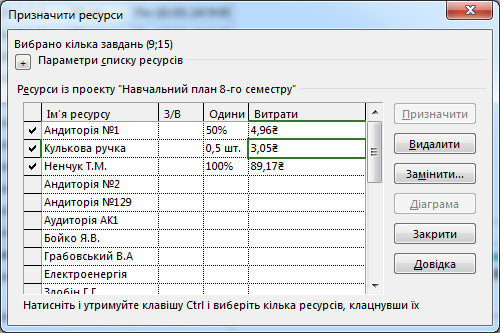 Призначити ресурси
Вибрано кілька завдань (9;15)
Параметри списку ресурсів
Ресурси із проекту "Навчальний план 8-го семестру"
Ім'я ресурсу З/В Одини Витрати
Андиторія №1 50% 4,96₴
Кулькова ручка 0,5 шт. 3,05₴
Ненчук Т.М. 100% 89,17₴
Андиторія №2
Андиторія №129
Аудиторія АК1
Бойко Я.В.
Грабовський В.А
Електроенергія
Злобін Г.Г.
Призначити
Видалити
Замінити...
Діаграма
Закрити
Довідка
Натисніть і утримуйте клавішу Ctrl і виберіть кілька ресурсів, клацнувши їх